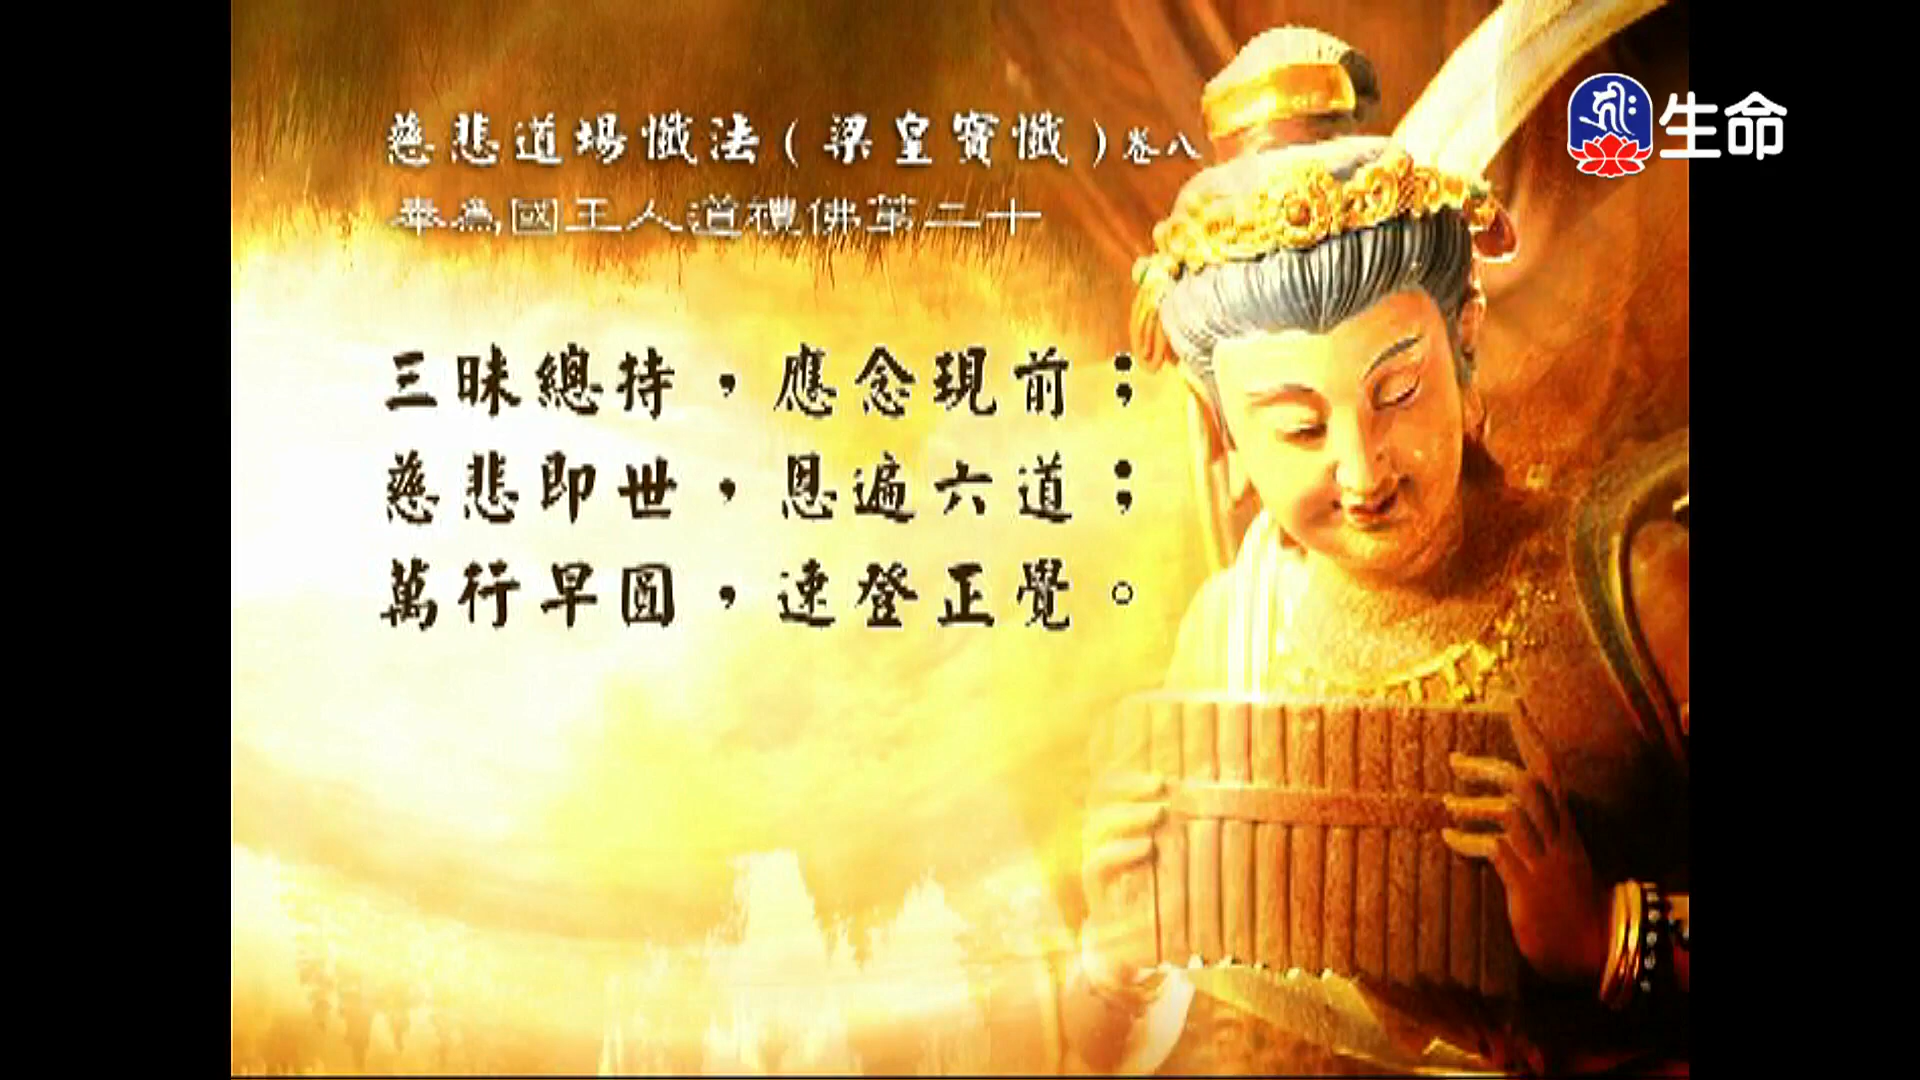 慈悲道場懺法(梁皇寶懺)卷八
奉為國王人道禮佛第二十
三昧總持，應念現前；
慈悲即世，恩遍六道；
萬行早圓，速登正覺。
生命